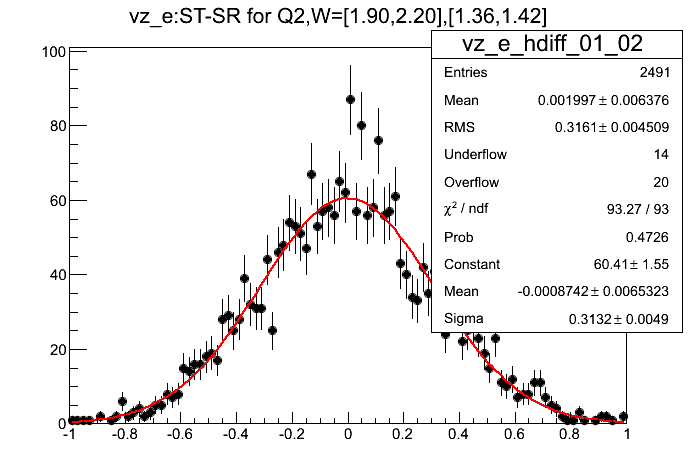 vz_e:ST-SR for Q2,W=[1.90,2.20],[1.36,1.42]
vz_e_hdiff_01_02
Entries 2491
Mean 0.001997 ± 0.006376
RMS 0.3161 ± 0.004509
Underflow 14
Overflow 20
χ² / ndf 93.27 / 93
Prob 0.4726
Constant 60.41 ± 1.55
Mean -0.0008742 ± 0.0065323
Sigma 0.3132 ± 0.0049
100
80
60
40
20
0
-1 -0.8 -0.6 -0.4 -0.2 0 0.2 0.4 0.6 0.8 1